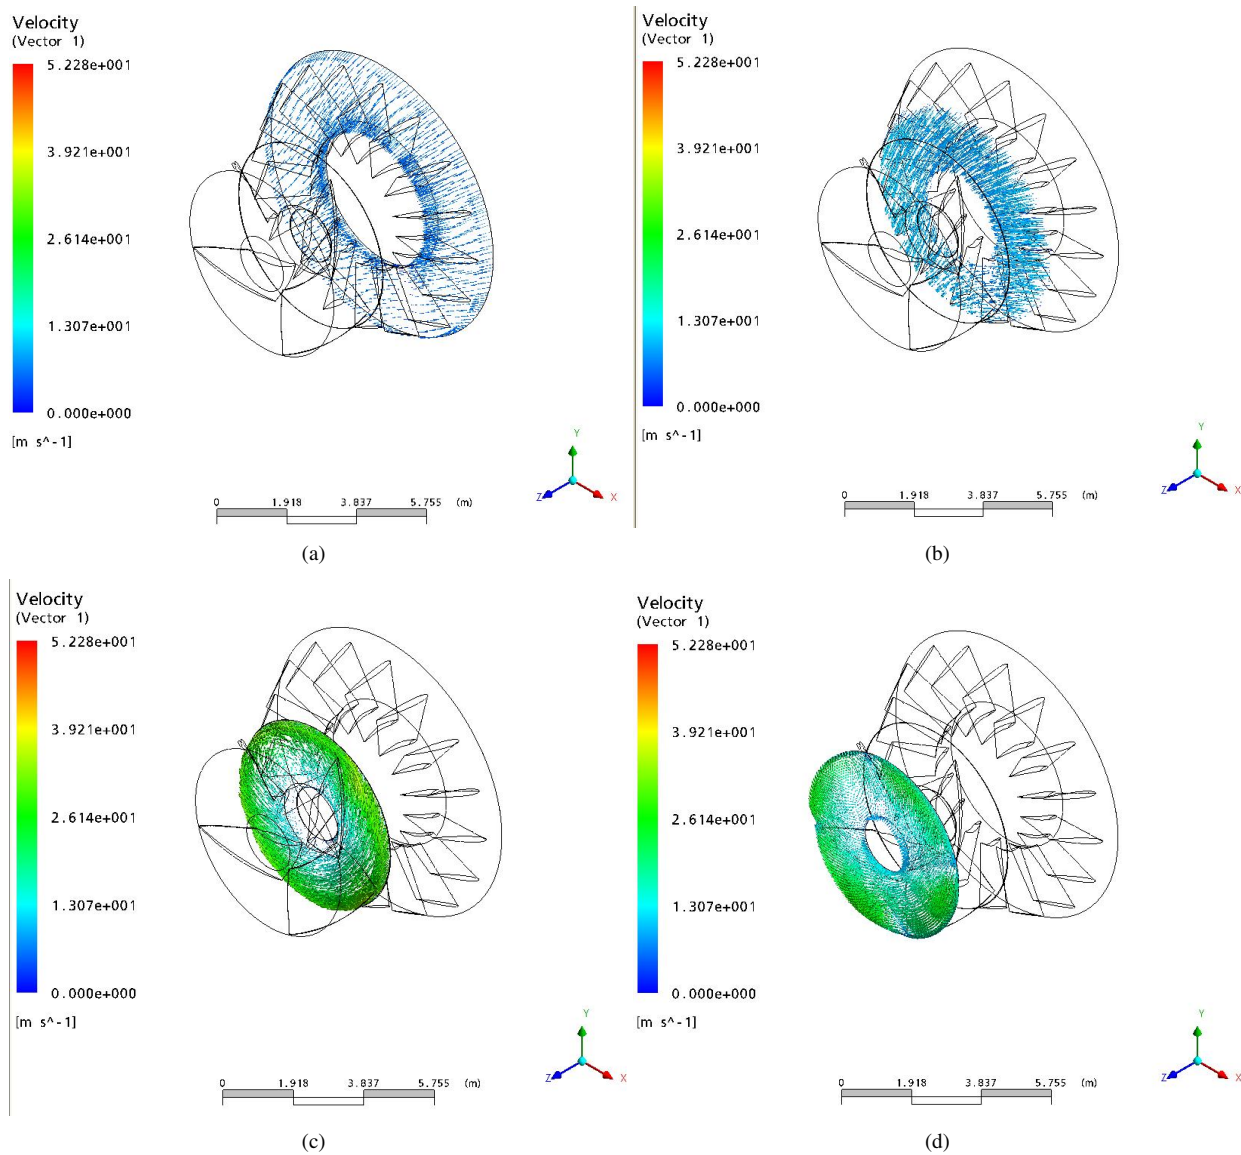 Velocity
(Vector 1)
5.228e+001
3.921e+001
2.614e+001
1.307e+001
0.000e+000
[m s^-1]
Y
Z
X
0 1.918 3.837 5.755 (m)
(a)
Velocity
(Vector 1)
5.228e+001
3.921e+001
2.614e+001
1.307e+001
0.000e+000
[m s^-1]
Y
Z
X
0 1.918 3.837 5.755 (m)
(b)
Velocity
(Vector 1)
5.228e+001
3.921e+001
2.614e+001
1.307e+001
0.000e+000
[m s^-1]
Y
Z
X
0 1.918 3.837 5.755 (m)
(c)
Velocity
(Vector 1)
5.228e+001
3.921e+001
2.614e+001
1.307e+001
0.000e+000
[m s^-1]
Y
Z
X
0 1.918 3.837 5.755 (m)
(d)